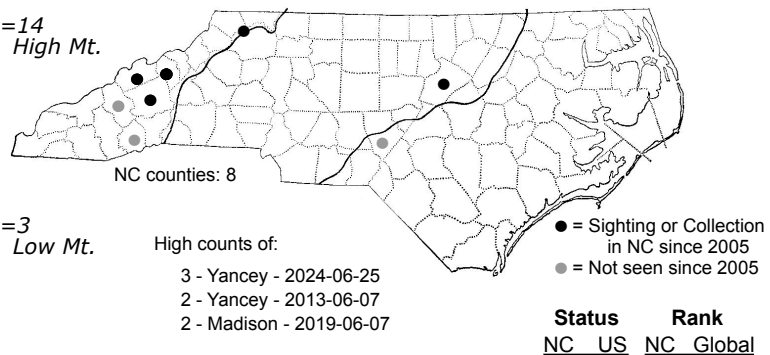 =14
High Mt.
NC counties: 8
=3
Low Mt.
High counts of:
3 - Yancey - 2024-06-25
2 - Yancey - 2013-06-07
2 - Madison - 2019-06-07
= Sighting or Collection
in NC since 2005
= Not seen since 2005
Status Rank
NC US NC Global